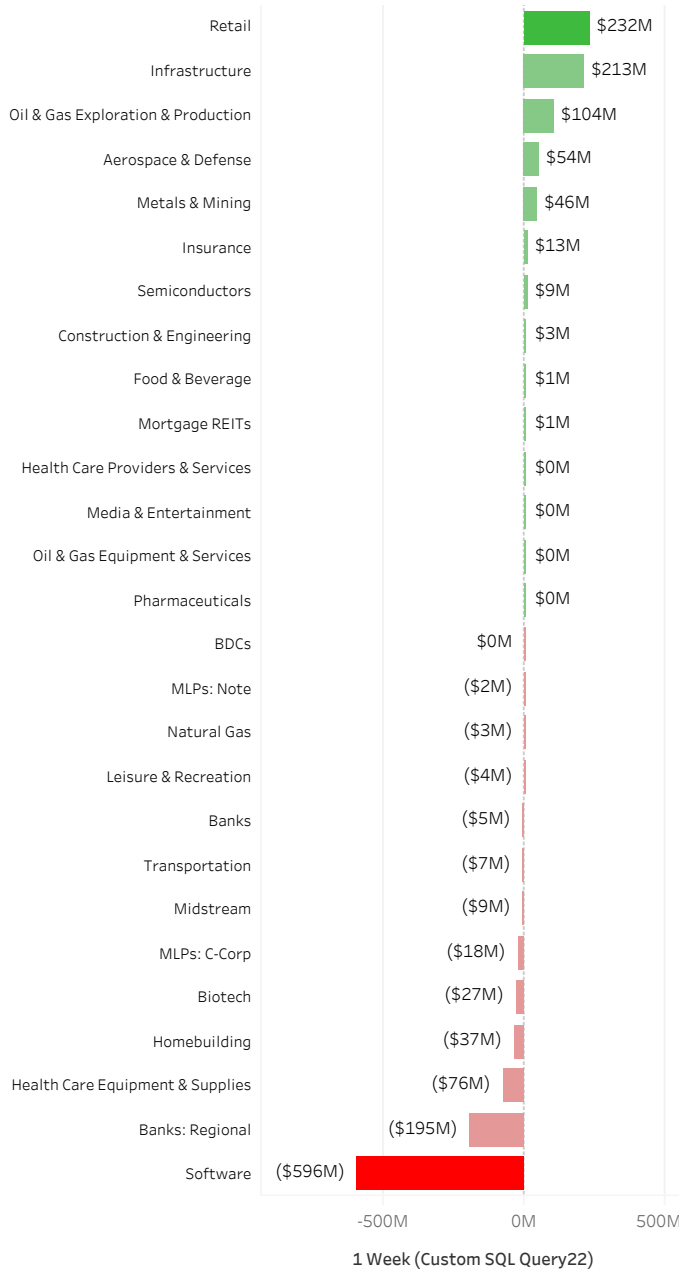 Retail $232M
Infrastructure $213M
Oil & Gas Exploration & Production $104M
Aerospace & Defense $54M
Metals & Mining $46M
Insurance $13M
Semiconductors $9M
Construction & Engineering $3M
Food & Beverage $1M
Mortgage REITs $1M
Health Care Providers & Services $0M
Media & Entertainment $0M
Oil & Gas Equipment & Services $0M
Pharmaceuticals $0M
BDCs $0M
MLPs: Note ($2M)
Natural Gas ($3M)
Leisure & Recreation ($4M)
Banks ($5M)
Transportation ($7M)
Midstream ($9M)
MLPs: C-Corp ($18M)
Biotech ($27M)
Homebuilding ($37M)
Health Care Equipment & Supplies ($76M)
Banks: Regional ($195M)
Software ($596M)
-500M 0M 500M
1 Week (Custom SQL Query22)